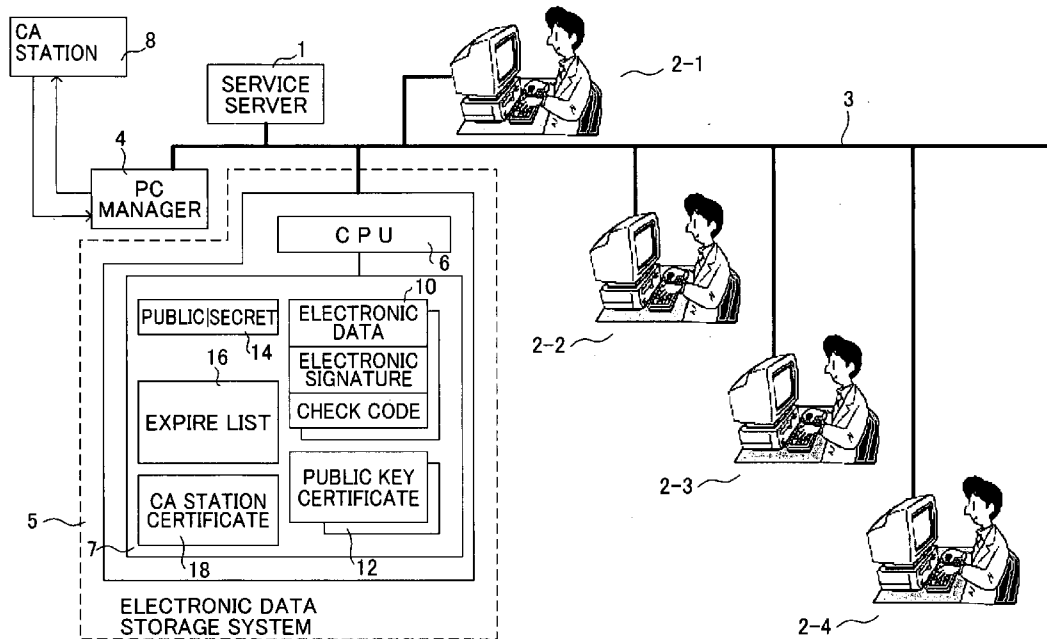 CA
STATION
8
1
SERVICE
SERVER
2-1
3
4
PC
MANAGER
CPU
6
10
PUBLIC|SECRET
14
ELECTRONIC
DATA
ELECTRONIC
SIGNATURE
CHECK CODE
16
EXPIRE LIST
PUBLIC KEY
CERTIFICATE
12
CA STATION
CERTIFICATE
18
5
7
ELECTRONIC DATA
STORAGE SYSTEM
2-2
2-3
2-4